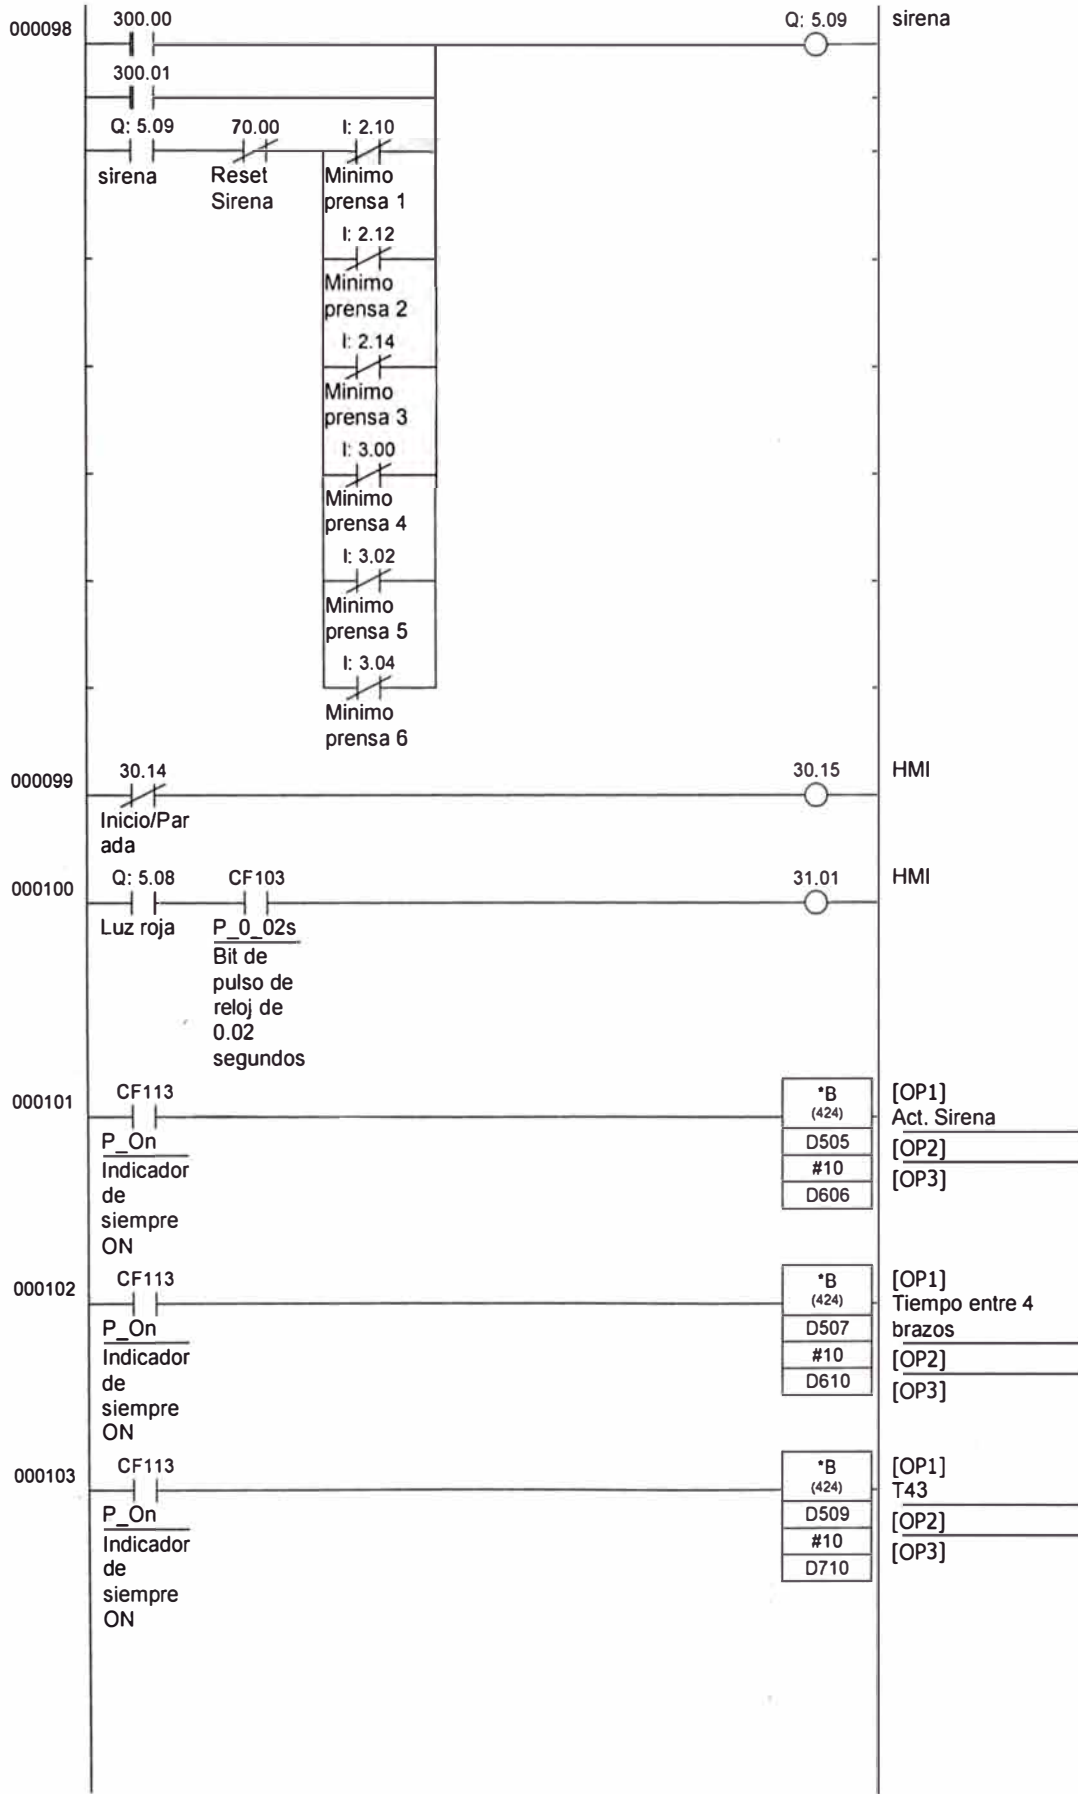 000098
300.00
Q: 5.09
sirena
300.01
Q: 5.09
70.00
I: 2.10
sirena
Reset
Sirena
Minimo
prensa 1
I: 2.12
Minimo
prensa 2
I: 2.14
Minimo
prensa 3
I: 3.00
Minimo
prensa 4
I: 3.02
Minimo
prensa 5
I: 3.04
Minimo
prensa 6
000099
30.14
30.15
HMI
Inicio/Par
ada
000100
Q: 5.08
CF103
31.01
HMI
Luz roja
P_0_02s
Bit de
pulso de
reloj de
0.02
segundos
000101
CF113
P_On
Indicador
de
siempre
ON
*B
(424)
D505
#10
D606
[OP1]
Act. Sirena
[OP2]
[OP3]
000102
CF113
P_On
Indicador
de
siempre
ON
*B
(424)
D507
#10
D610
[OP1]
Tiempo entre 4
brazos
[OP2]
[OP3]
000103
CF113
P_On
Indicador
de
siempre
ON
*B
(424)
D509
#10
D710
[OP1]
T43
[OP2]
[OP3]